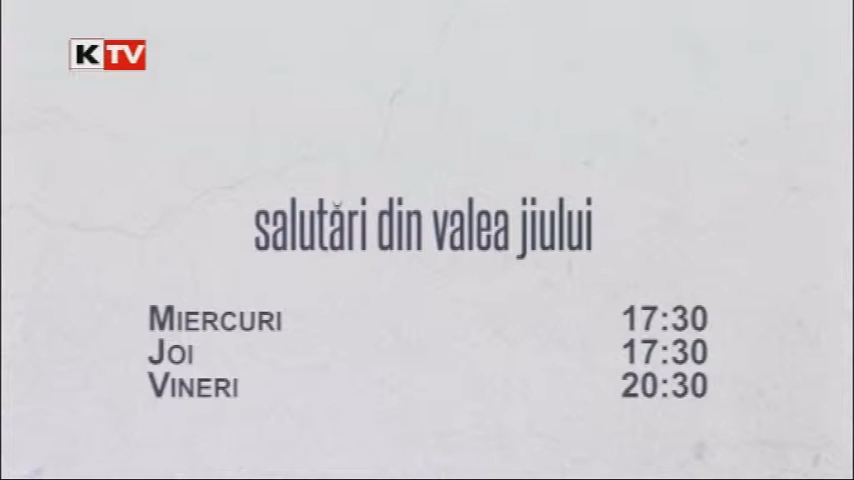 KTV
salutări din valea jiului
MIERCURI 17:30
JOI 17:30
VINERI 20:30